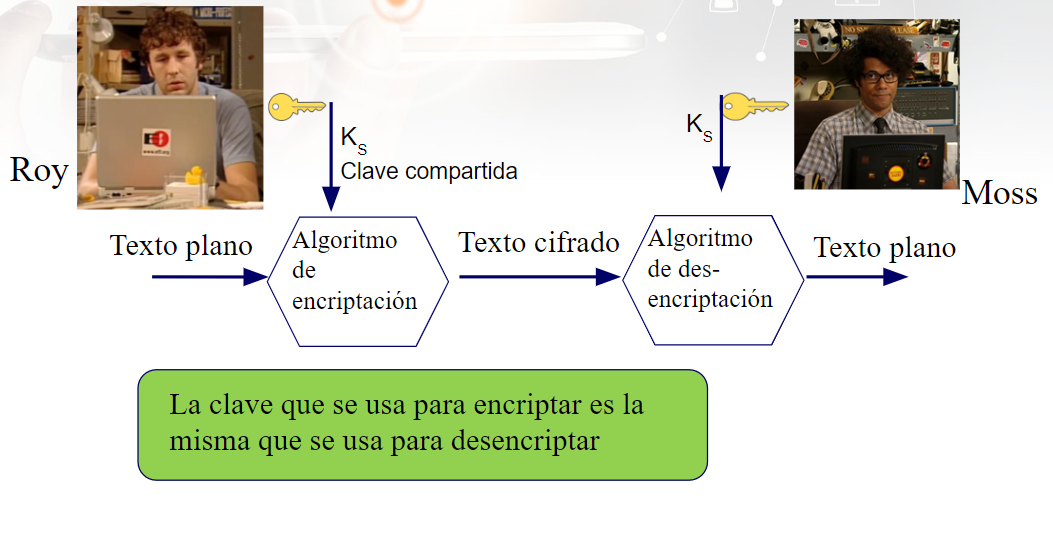 Roy
K_S
Clave compartida
K_S
Moss
Texto plano
Algoritmo
de
encriptación
Texto cifrado
Algoritmo
de des-
encriptación
Texto plano
La clave que se usa para encriptar es la
misma que se usa para desencriptar